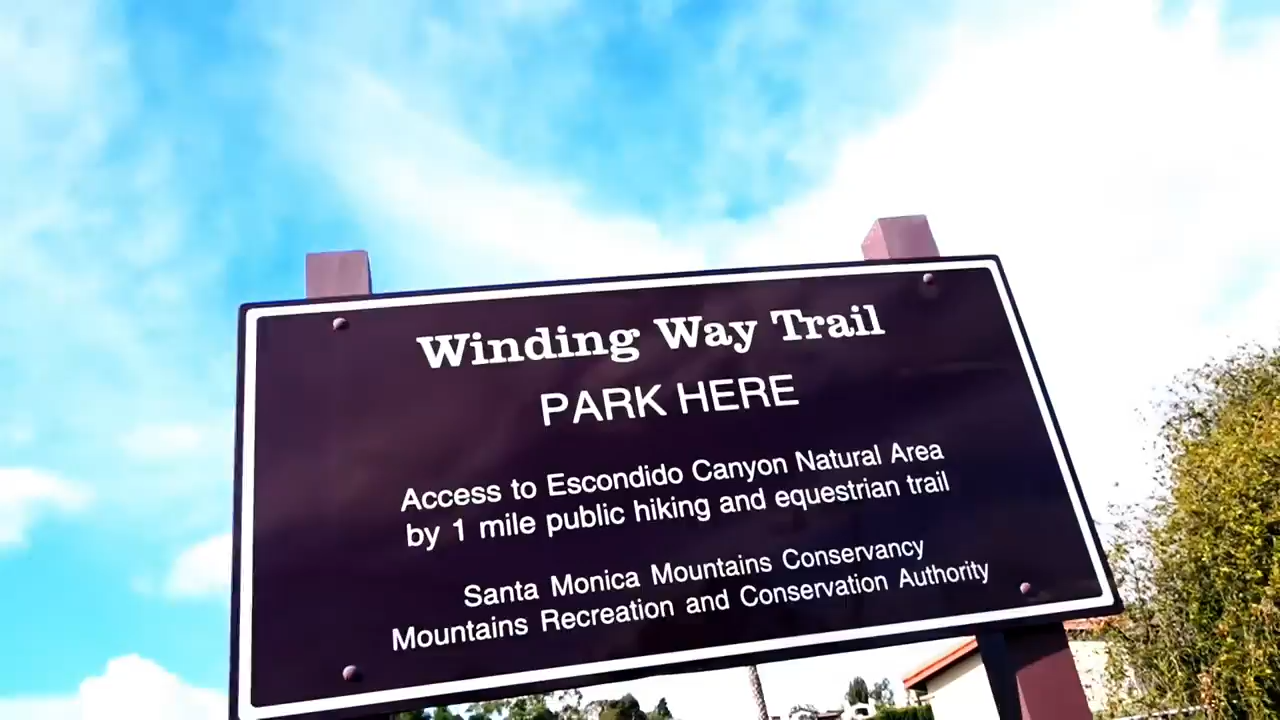 Winding Way Trail
PARK HERE
Access to Escondido Canyon Natural Area
by 1 mile public hiking and equestrian trail
Santa Monica Mountains Conservancy
Mountains Recreation and Conservation Authority